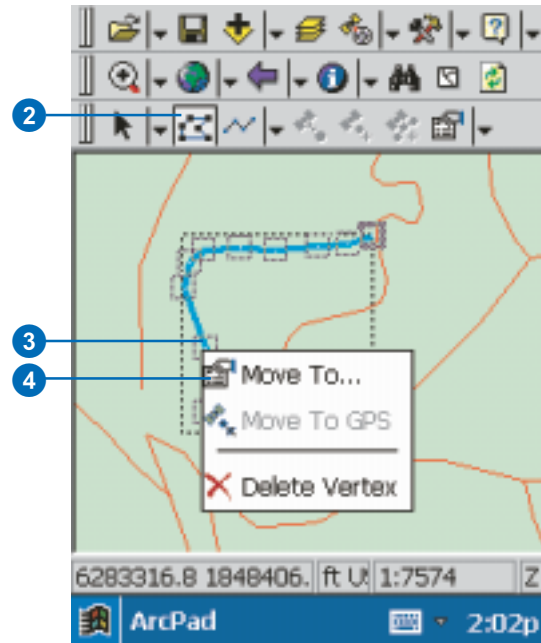 2
3
4
Move To...
Move To GPS
Delete Vertex
6283316.8 1848406. ft 1:7574 Z
ArcPad 2:02p